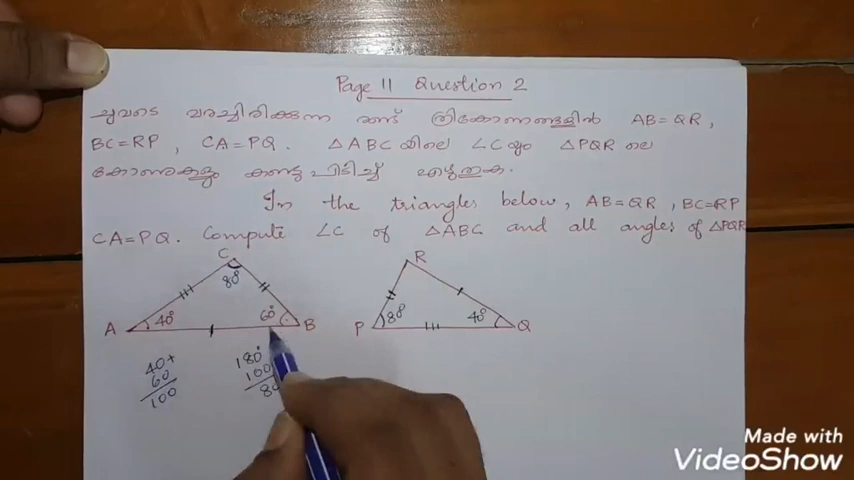 Page 11 Question 2
ചുവടെ വരച്ചിരിക്കുന്ന രണ്ട് ത്രികോണങ്ങളിൽ AB=QR,
BC=RP, CA=PQ. △ABC യിലെ ∠C യും △PQR ലെ
കോണുകളും കണ്ടുപിടിച്ച് എഴുതുക.
In the triangles below, AB=QR, BC=RP
CA=PQ. Compute ∠C of △ABC and all angles of △PQR
C R
80°
A 40° 60° B P 80° 40° Q
40+ 180°
60 100
100 80
Made With
VideoShow